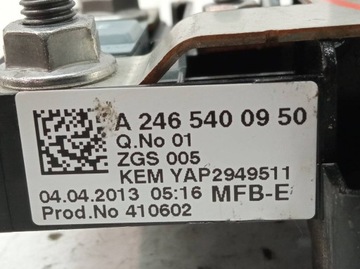 A 246 540 09 50
Q.No 01
ZGS 005
KEM YAP2949511
04.04.2013 05:16 MFB-E
Prod.No 410602